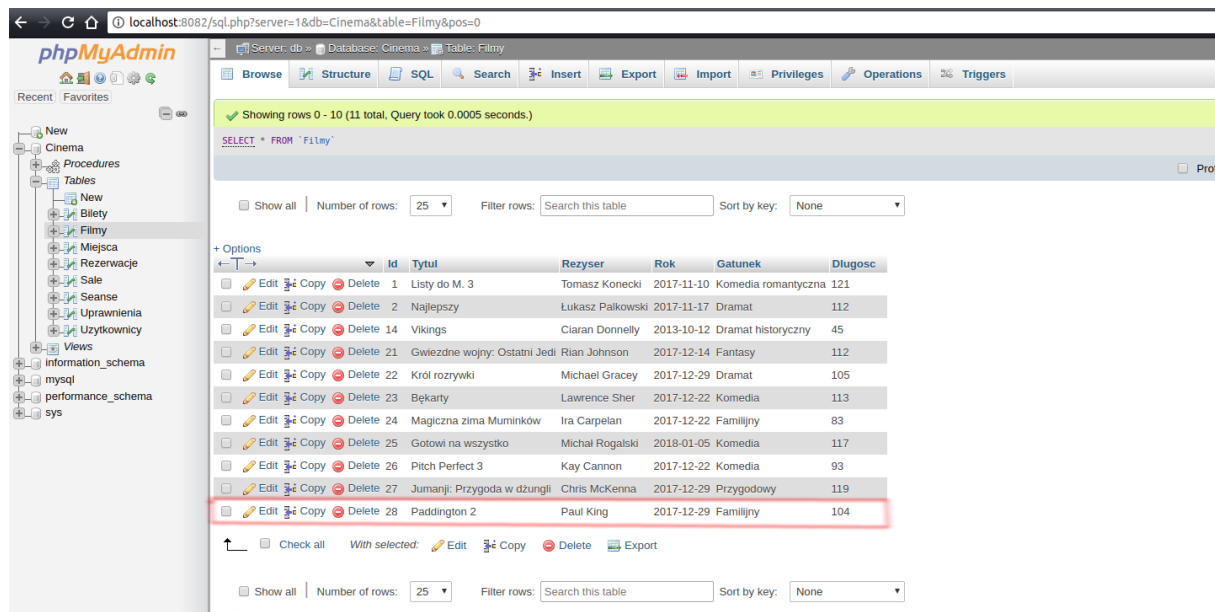 localhost:8082/sql.php?server=1&db=Cinema&table=Filmy&pos=0
phpMyAdmin
Recent Favorites
New
Cinema
Procedures
Tables
New
Bilety
Filmy
Miejsca
Rezerwacje
Sale
Seanse
Uprawnienia
Uzytkownicy
Views
information_schema
mysql
performance_schema
sys
Server: db » Database: Cinema » Table: Filmy
Browse Structure SQL Search Insert Export Import Privileges Operations Triggers
Showing rows 0 - 10 (11 total, Query took 0.0005 seconds.)
SELECT * FROM `Filmy`
Show all | Number of rows: 25 Filter rows: Search this table Sort by key: None
+ Options
Id Tytul Rezyser Rok Gatunek Dlugosc
Edit Copy Delete 1 Listy do M. 3 Tomasz Konecki 2017-11-10 Komedia romantyczna 121
Edit Copy Delete 2 Najlepszy Łukasz Palkowski 2017-11-17 Dramat 112
Edit Copy Delete 14 Vikings Ciaran Donnelly 2013-10-12 Dramat historyczny 45
Edit Copy Delete 21 Gwiezdne wojny: Ostatni Jedi Rian Johnson 2017-12-14 Fantasy 112
Edit Copy Delete 22 Król rozrywki Michael Gracey 2017-12-29 Dramat 105
Edit Copy Delete 23 Bękarty Lawrence Sher 2017-12-22 Komedia 113
Edit Copy Delete 24 Magiczna zima Muminków Ira Carpelan 2017-12-22 Familijny 83
Edit Copy Delete 25 Gotowi na wszystko Michał Rogalski 2018-01-05 Komedia 117
Edit Copy Delete 26 Pitch Perfect 3 Kay Cannon 2017-12-22 Komedia 93
Edit Copy Delete 27 Jumanji: Przygoda w dżungli Chris McKenna 2017-12-29 Przygodowy 119
Edit Copy Delete 28 Paddington 2 Paul King 2017-12-29 Familijny 104
Check all With selected: Edit Copy Delete Export
Show all | Number of rows: 25 Filter rows: Search this table Sort by key: None